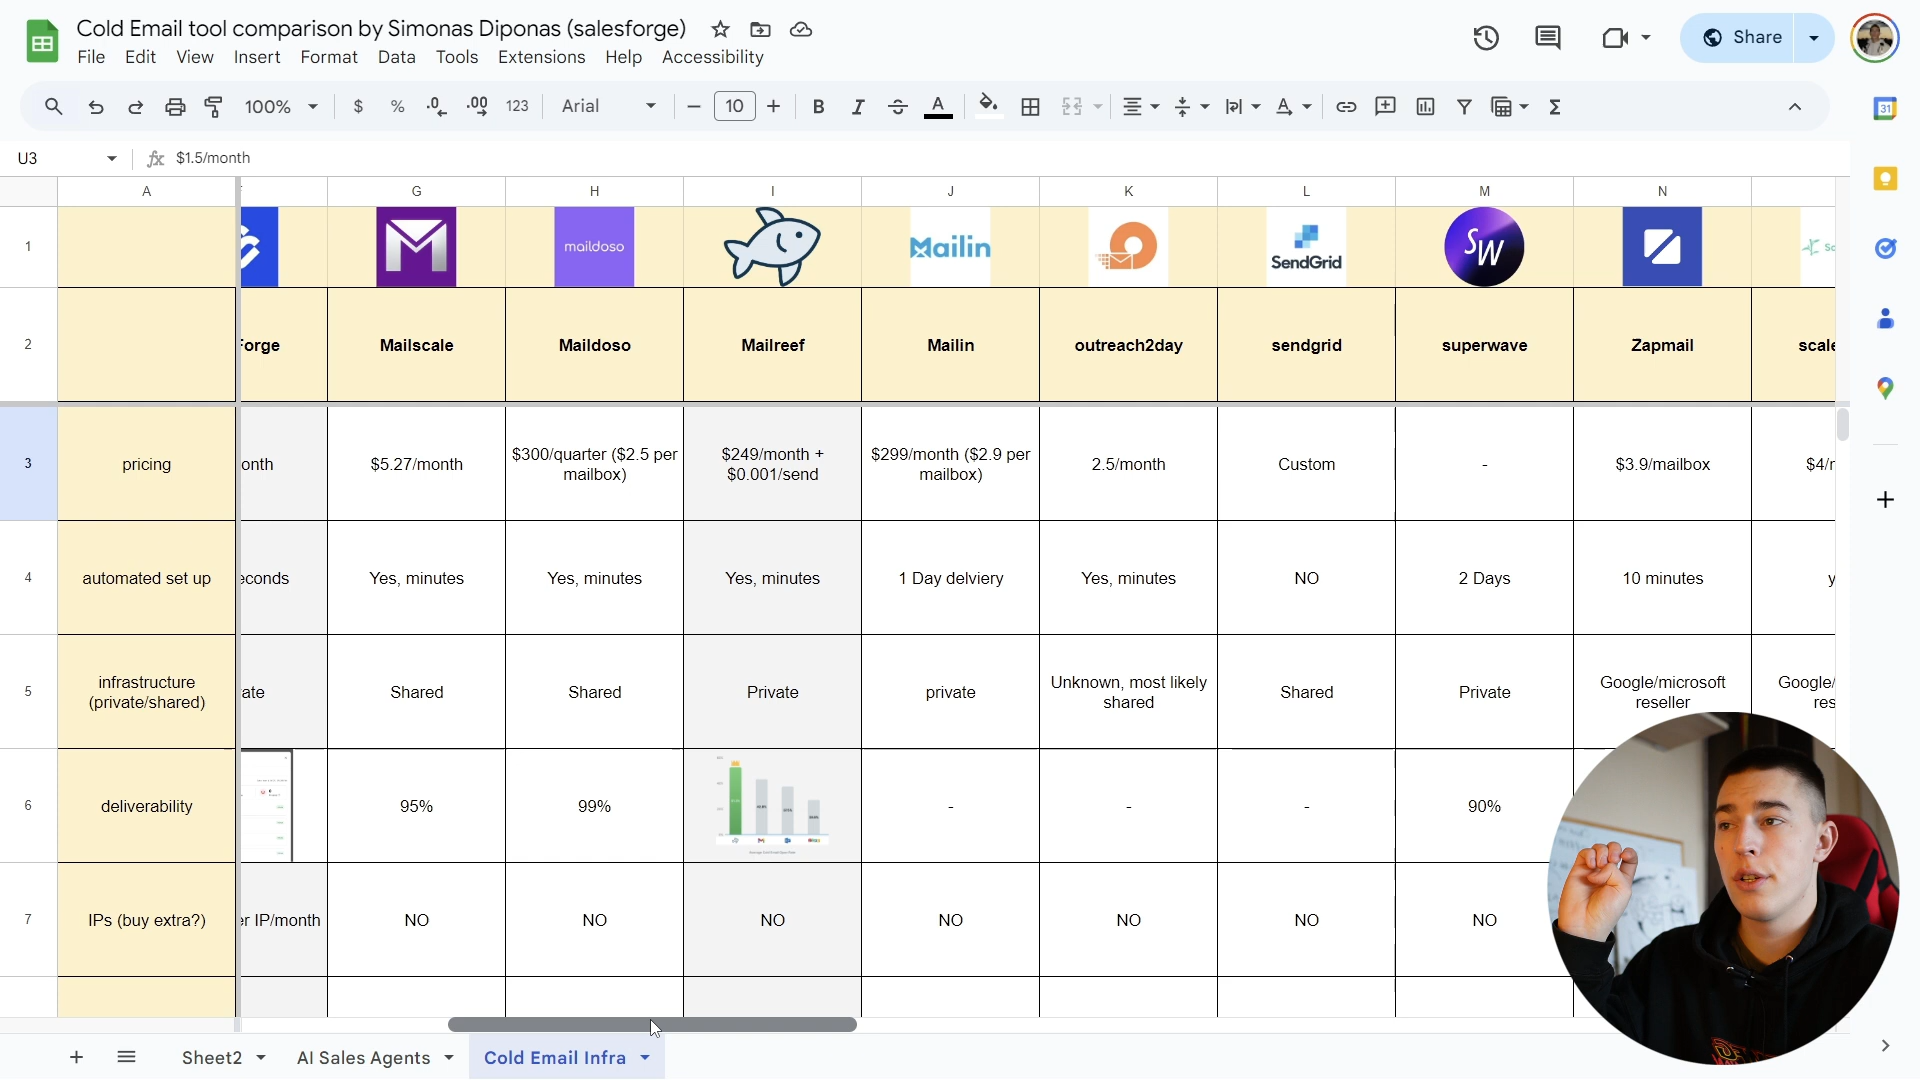 Cold Email tool comparison by Simonas Diponas (salesforge)
File Edit View Insert Format Data Tools Extensions Help Accessibility
Share
100% $ % .0 .00 123 Arial 10 B I A
31
U3 fx $1.5/month
A G H I J K L M N
1 M maildoso Mailin SendGrid SW Sc
2 Forge Mailscale Maildoso Mailreef Mailin outreach2day sendgrid superwave Zapmail scale
3 pricing onth $5.27/month $300/quarter ($2.5 per mailbox) $249/month + $0.001/send $299/month ($2.9 per mailbox) 2.5/month Custom - $3.9/mailbox $4/r
4 automated set up econds Yes, minutes Yes, minutes Yes, minutes 1 Day delviery Yes, minutes NO 2 Days 10 minutes y
5 infrastructure (private/shared) ate Shared Shared Private private Unknown, most likely shared Shared Private Google/microsoft reseller Google/ res
6 deliverability 95% 99% - - - 90%
7 IPs (buy extra?) er IP/month NO NO NO NO NO NO NO
Sheet2 AI Sales Agents Cold Email Infra